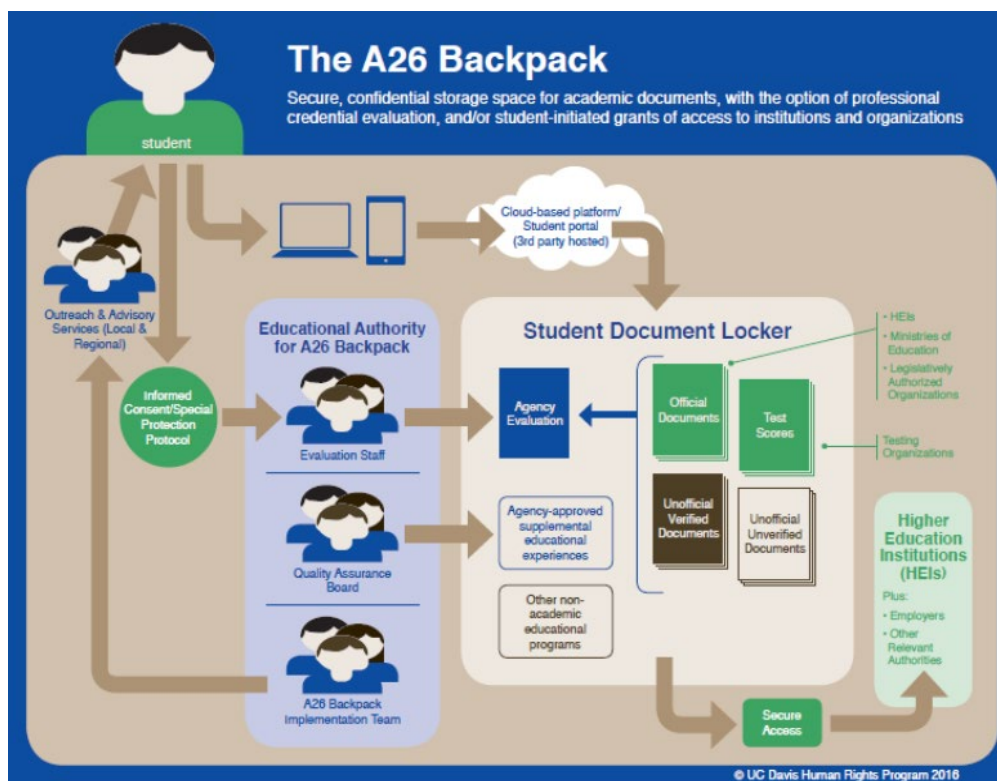 The A26 Backpack
Secure, confidential storage space for academic documents, with the option of professional
credential evaluation, and/or student-initiated grants of access to institutions and organizations
student
Cloud-based platform/
Student portal
(3rd party hosted)
Outreach & Advisory
Services (Local &
Regional)
Informed
Consent/Special
Protection
Protocol
Educational Authority
for A26 Backpack
Evaluation Staff
Quality Assurance
Board
A26 Backpack
Implementation Team
Student Document Locker
Agency
Evaluation
Official
Documents
Test
Scores
Unofficial
Verified
Documents
Unofficial
Unverified
Documents
Agency-approved
supplemental
educational
experiences
Other non-
academic
educational
programs
• HEIs
• Ministries of
Education
• Legislatively
Authorized
Organizations
Testing
Organizations
Higher
Education
Institutions
(HEIs)
Plus:
• Employers
• Other
Relevant
Authorities
Secure
Access
© UC Davis Human Rights Program 2016